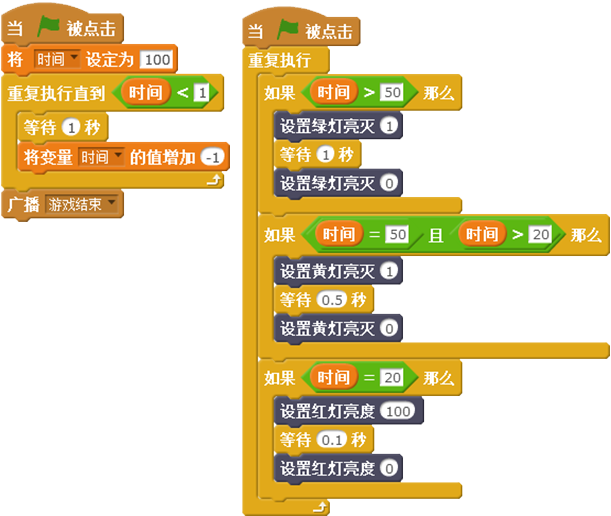 当 被点击
将 时间 设定为 100
重复执行直到 时间 < 1
等待 1 秒
将变量 时间 的值增加 -1
广播 游戏结束
当 被点击
重复执行
如果 时间 > 50 那么
设置绿灯亮灭 1
等待 1 秒
设置绿灯亮灭 0
如果 时间 = 50 且 时间 > 20 那么
设置黄灯亮灭 1
等待 0.5 秒
设置黄灯亮灭 0
如果 时间 = 20 那么
设置红灯亮度 100
等待 0.1 秒
设置红灯亮度 0